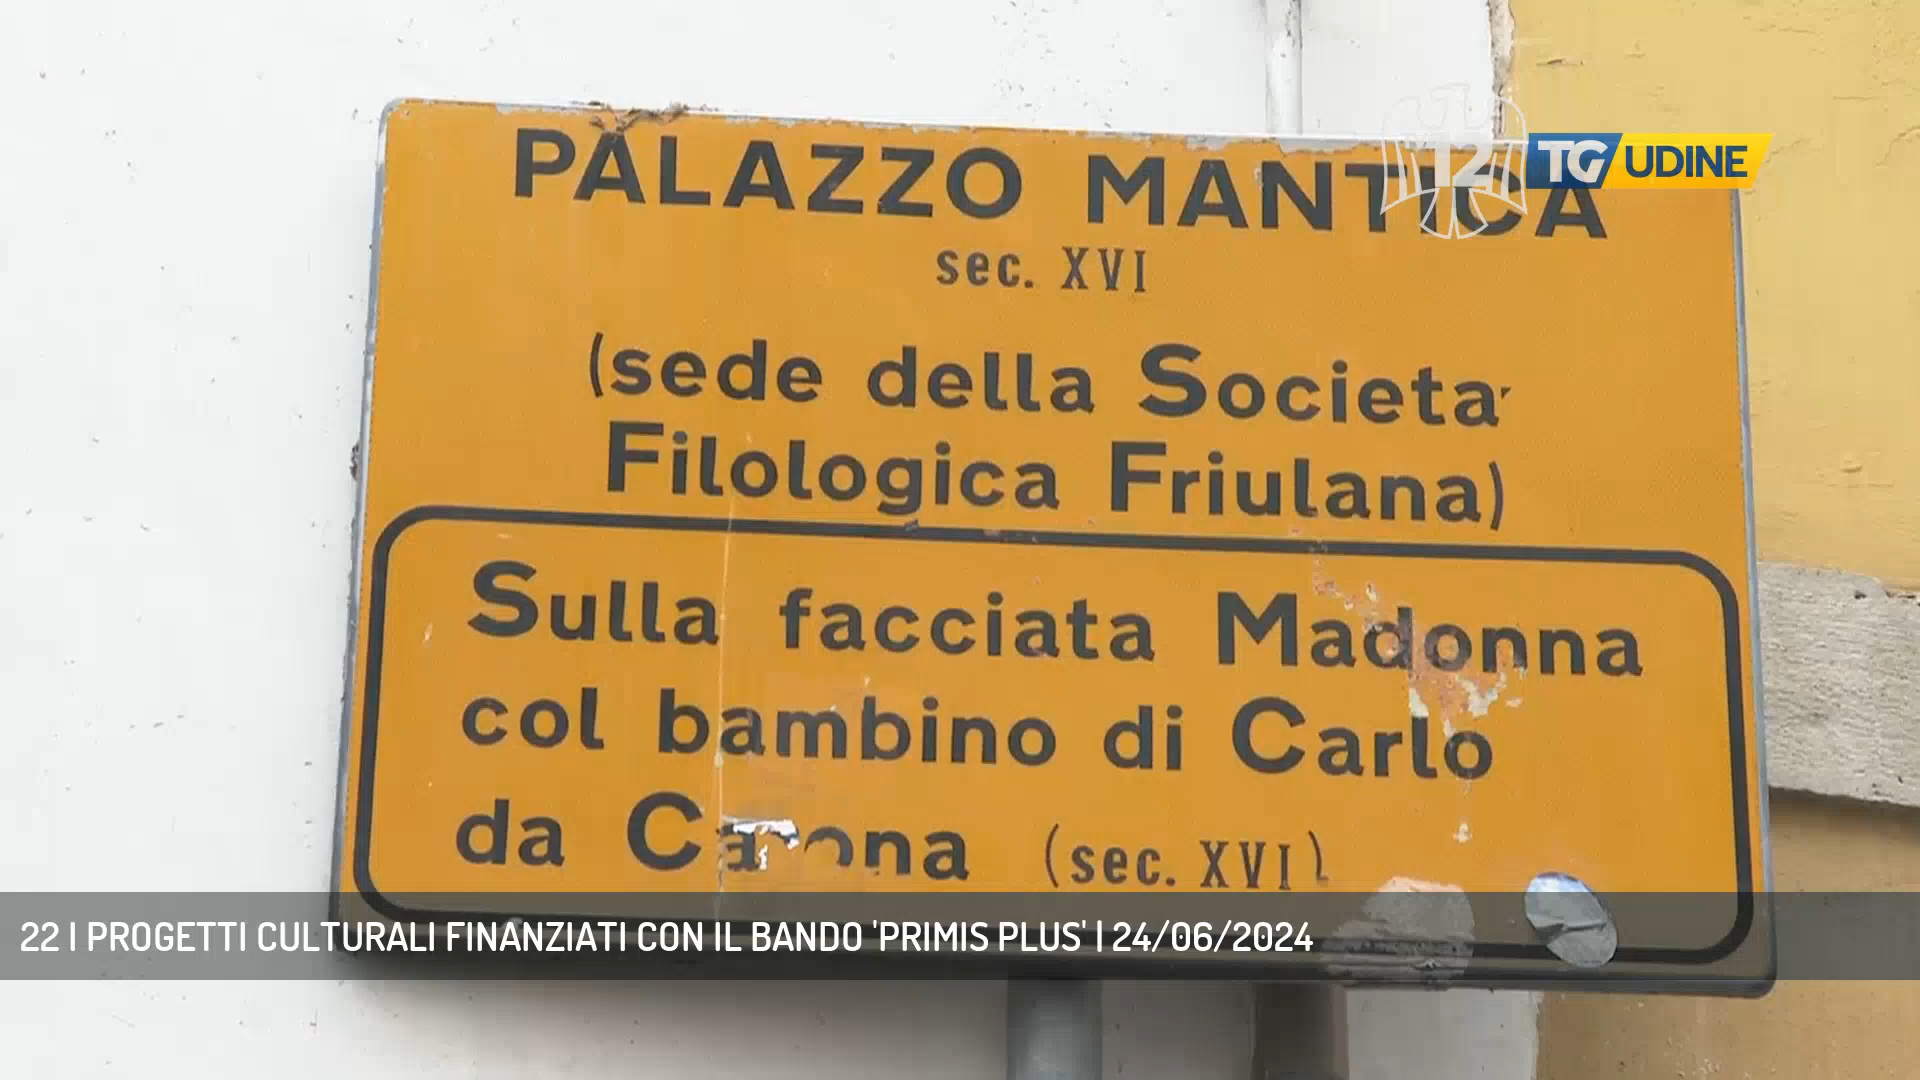 PALAZZO MANTICA
sec. XVI
(sede della Societa'
Filologica Friulana)
Sulla facciata Madonna
col bambino di Carlo
da Carona (sec. XVI)
12 TG UDINE
22 | PROGETTI CULTURALI FINANZIATI CON IL BANDO 'PRIMIS PLUS' | 24/06/2024